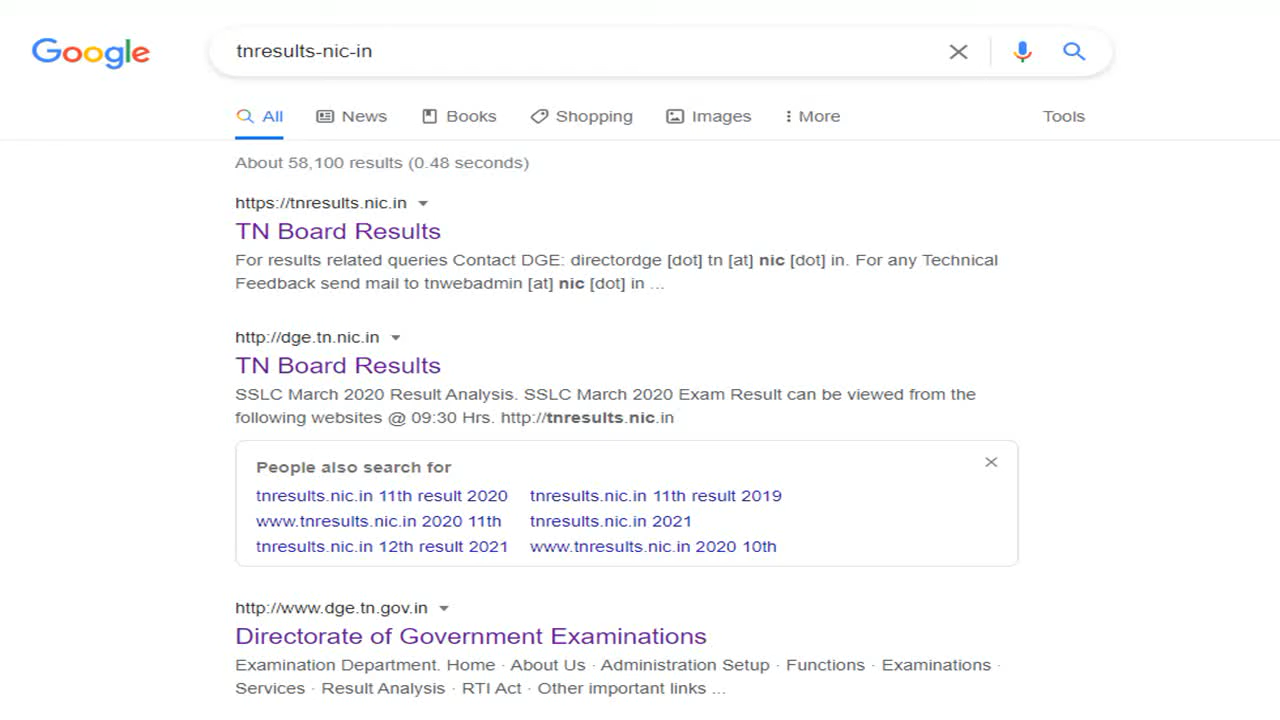 Google
tnresults-nic-in
All News Books Shopping Images More Tools
About 58,100 results (0.48 seconds)
https://tnresults.nic.in
TN Board Results
For results related queries Contact DGE: directordge [dot] tn [at] nic [dot] in. For any Technical
Feedback send mail to tnwebadmin [at] nic [dot] in ...
http://dge.tn.nic.in
TN Board Results
SSLC March 2020 Result Analysis. SSLC March 2020 Exam Result can be viewed from the
following websites @ 09:30 Hrs. http://tnresults.nic.in
People also search for
tnresults.nic.in 11th result 2020 tnresults.nic.in 11th result 2019
www.tnresults.nic.in 2020 11th tnresults.nic.in 2021
tnresults.nic.in 12th result 2021 www.tnresults.nic.in 2020 10th
http://www.dge.tn.gov.in
Directorate of Government Examinations
Examination Department. Home · About Us · Administration Setup · Functions · Examinations ·
Services · Result Analysis · RTI Act · Other important links ...